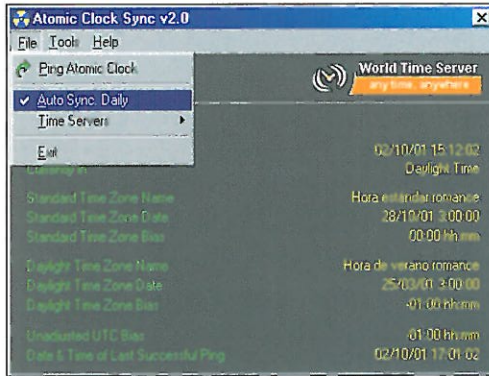 Atomic Clock Sync v2.0
File Tools Help
Ping Atomic Clock
Auto Sync. Daily
Time Servers
Exit
World Time Server
any time, anywhere
02/10/01 15:12:02
Currently in Daylight Time
Standard Time Zone Name Hora estándar romance
Standard Time Zone Date 28/10/01 3:00:00
Standard Time Zone Bias 00:00 hh:mm
Daylight Time Zone Name Hora de verano romance
Daylight Time Zone Date 25/03/01 3:00:00
Daylight Time Zone Bias -01:00 hh:mm
Unadjusted UTC Bias 01:00 hh:mm
Date & Time of Last Successful Ping 02/10/01 17:01:02